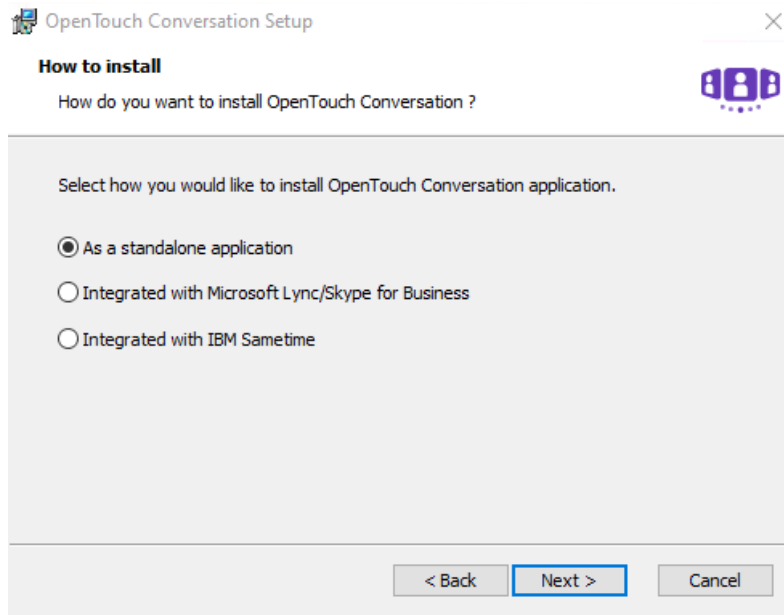 OpenTouch Conversation Setup
How to install
How do you want to install OpenTouch Conversation ?
Select how you would like to install OpenTouch Conversation application.
As a standalone application
Integrated with Microsoft Lync/Skype for Business
Integrated with IBM Sametime
< Back
Next >
Cancel